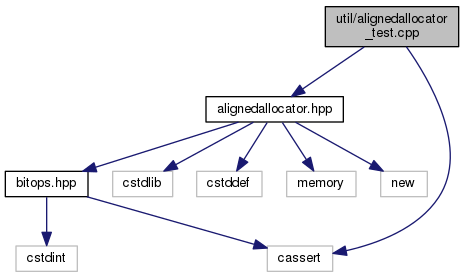 util/alignedallocator
_test.cpp
alignedallocator.hpp
bitops.hpp
cstdlib
cstddef
memory
new
cstdint
cassert